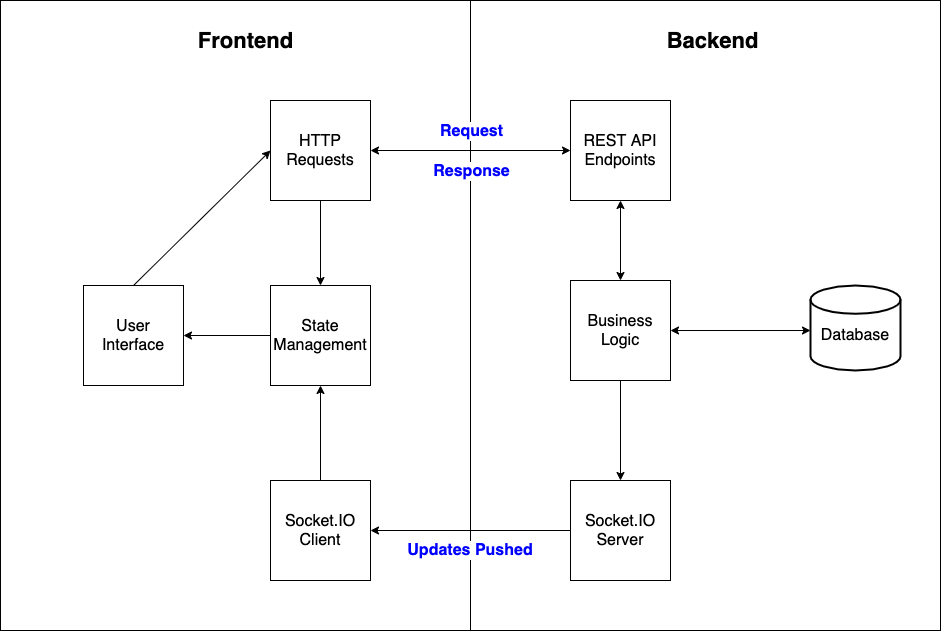 Frontend
Backend
HTTP
Requests
Request
Response
REST API
Endpoints
User
Interface
State
Management
Business
Logic
Database
Socket.IO
Client
Updates Pushed
Socket.IO
Server